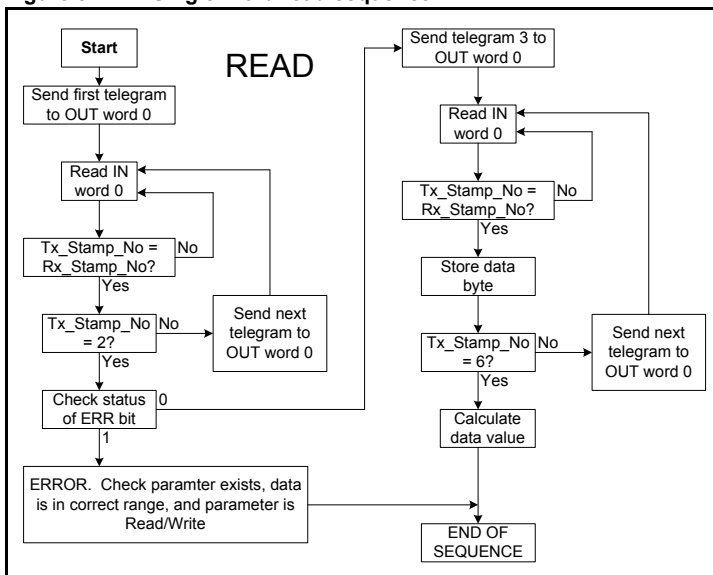 Start
READ
Send first telegram
to OUT word 0
Read IN
word 0
Tx_Stamp_No =
Rx_Stamp_No?
No
Yes
Tx_Stamp_No
= 2?
No
Send next
telegram to
OUT word 0
Yes
Check status
of ERR bit
0
1
ERROR. Check paramter exists, data
is in correct range, and parameter is
Read/Write
Send telegram 3 to
OUT word 0
Read IN
word 0
Tx_Stamp_No =
Rx_Stamp_No?
No
Yes
Store data
byte
Tx_Stamp_No
= 6?
No
Send next
telegram to
OUT word 0
Yes
Calculate
data value
END OF
SEQUENCE